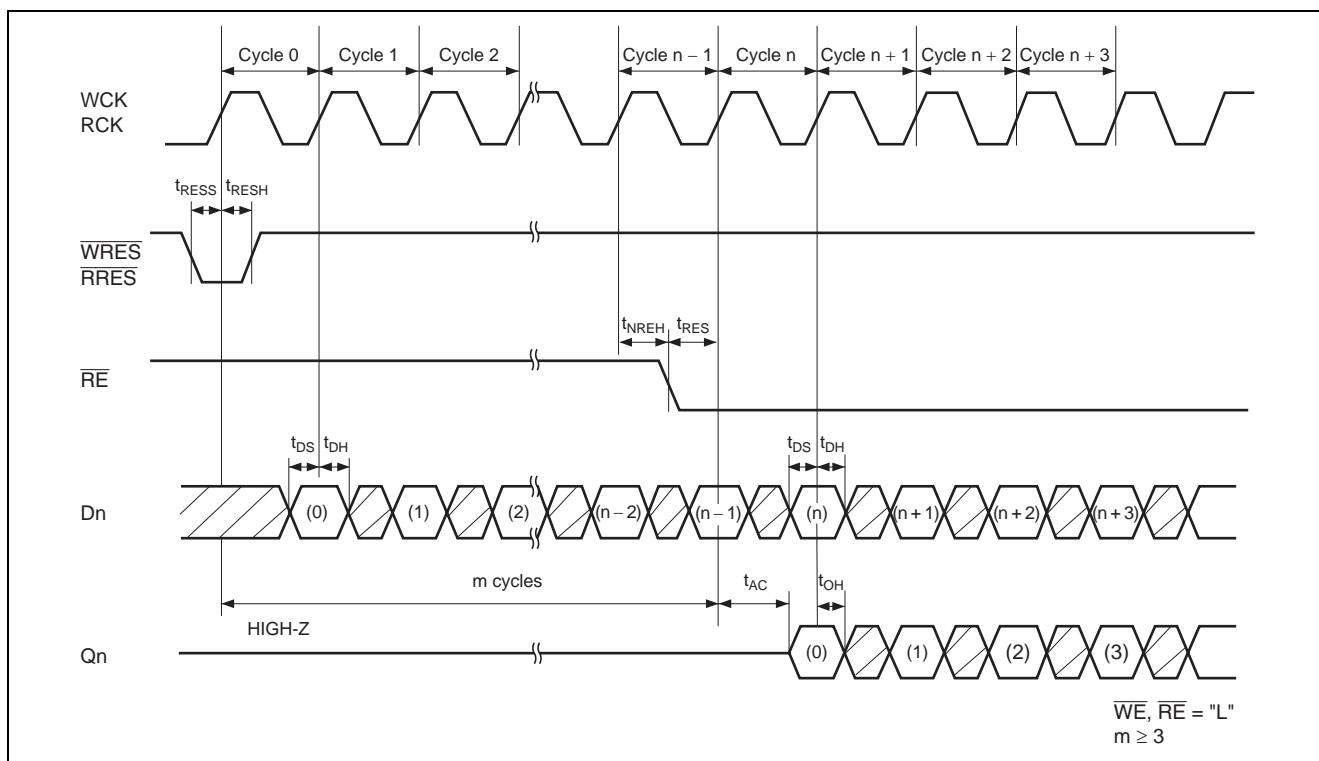 Cycle 0 Cycle 1 Cycle 2 Cycle n − 1 Cycle n Cycle n + 1 Cycle n + 2 Cycle n + 3
WCK
RCK
tRESS tRESH
WRES
RRES
tNREH tRES
RE
tDS tDH tDS tDH
Dn (0) (1) (2) (n − 2) (n − 1) (n) (n + 1) (n + 2) (n + 3)
m cycles tAC tOH
HIGH-Z
Qn (0) (1) (2) (3)
WE, RE = "L"
m ≥ 3